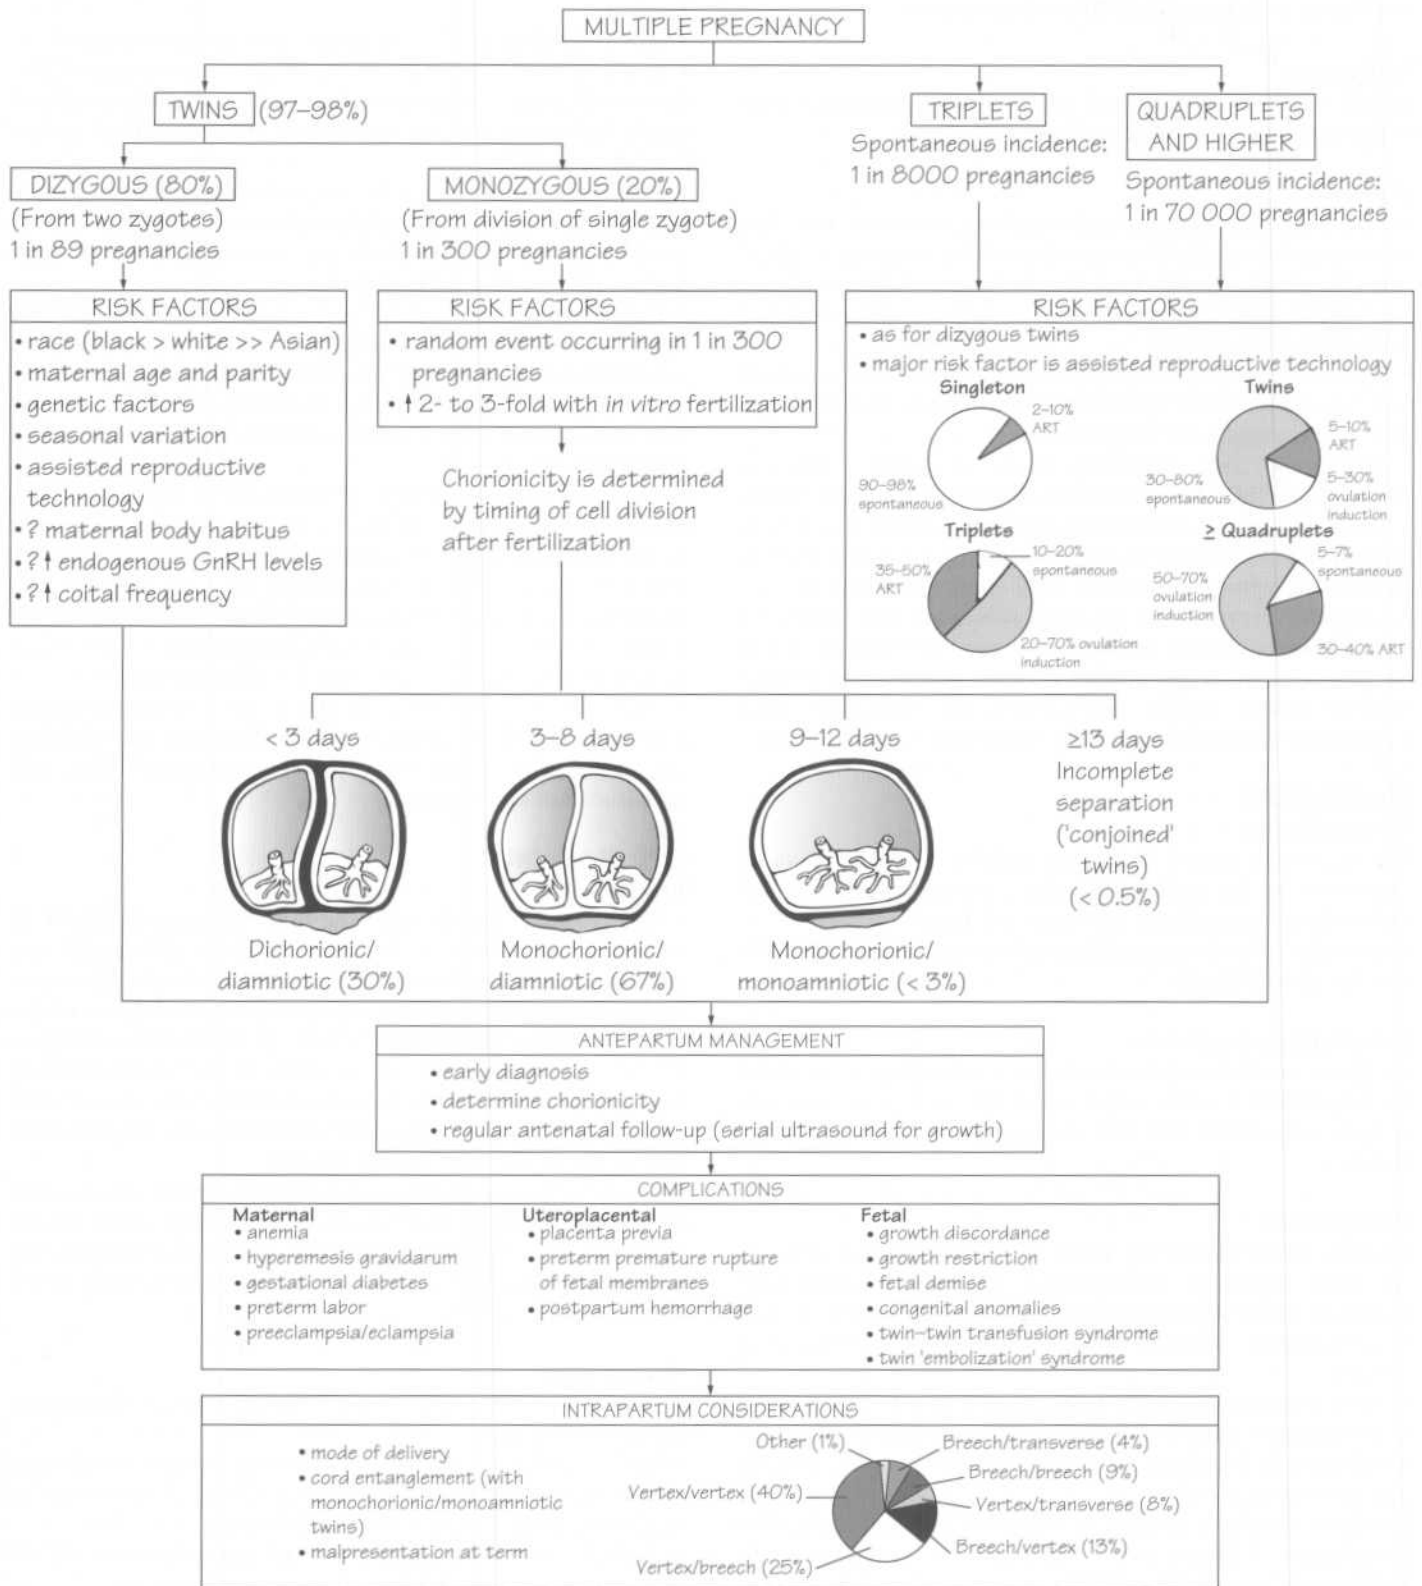 MULTIPLE PREGNANCY
TWINS (97–98%)
DIZYGOUS (80%)
(From two zygotes)
1 in 89 pregnancies
MONOZYGOUS (20%)
(From division of single zygote)
1 in 300 pregnancies
TRIPLETS
Spontaneous incidence:
1 in 8000 pregnancies
QUADRUPLETS
AND HIGHER
Spontaneous incidence:
1 in 70 000 pregnancies
RISK FACTORS
• race (black > white >> Asian)
• maternal age and parity
• genetic factors
• seasonal variation
• assisted reproductive
technology
• ? maternal body habitus
• ?↑ endogenous GnRH levels
• ?↑ coital frequency
RISK FACTORS
• random event occurring in 1 in 300
pregnancies
• ↑ 2- to 3-fold with in vitro fertilization
Chorionicity is determined
by timing of cell division
after fertilization
RISK FACTORS
• as for dizygous twins
• major risk factor is assisted reproductive technology
Singleton
2–10%
ART
90–98%
spontaneous
Twins
5–10%
ART
5–30%
ovulation
induction
30–80%
spontaneous
Triplets
10–20%
spontaneous
35–50%
ART
20–70% ovulation
induction
≥ Quadruplets
5–7%
spontaneous
50–70%
ovulation
induction
30–40% ART
< 3 days
Dichorionic/
diamniotic (30%)
3–8 days
Monochorionic/
diamniotic (67%)
9–12 days
Monochorionic/
monoamniotic (< 3%)
≥13 days
Incomplete
separation
('conjoined'
twins)
(< 0.5%)
ANTEPARTUM MANAGEMENT
• early diagnosis
• determine chorionicity
• regular antenatal follow-up (serial ultrasound for growth)
COMPLICATIONS
Maternal
• anemia
• hyperemesis gravidarum
• gestational diabetes
• preterm labor
• preeclampsia/eclampsia
Uteroplacental
• placenta previa
• preterm premature rupture
of fetal membranes
• postpartum hemorrhage
Fetal
• growth discordance
• growth restriction
• fetal demise
• congenital anomalies
• twin–twin transfusion syndrome
• twin 'embolization' syndrome
INTRAPARTUM CONSIDERATIONS
• mode of delivery
• cord entanglement (with
monochorionic/monoamniotic
twins)
• malpresentation at term
Other (1%)
Breech/transverse (4%)
Breech/breech (9%)
Vertex/vertex (40%)
Vertex/transverse (8%)
Breech/vertex (13%)
Vertex/breech (25%)